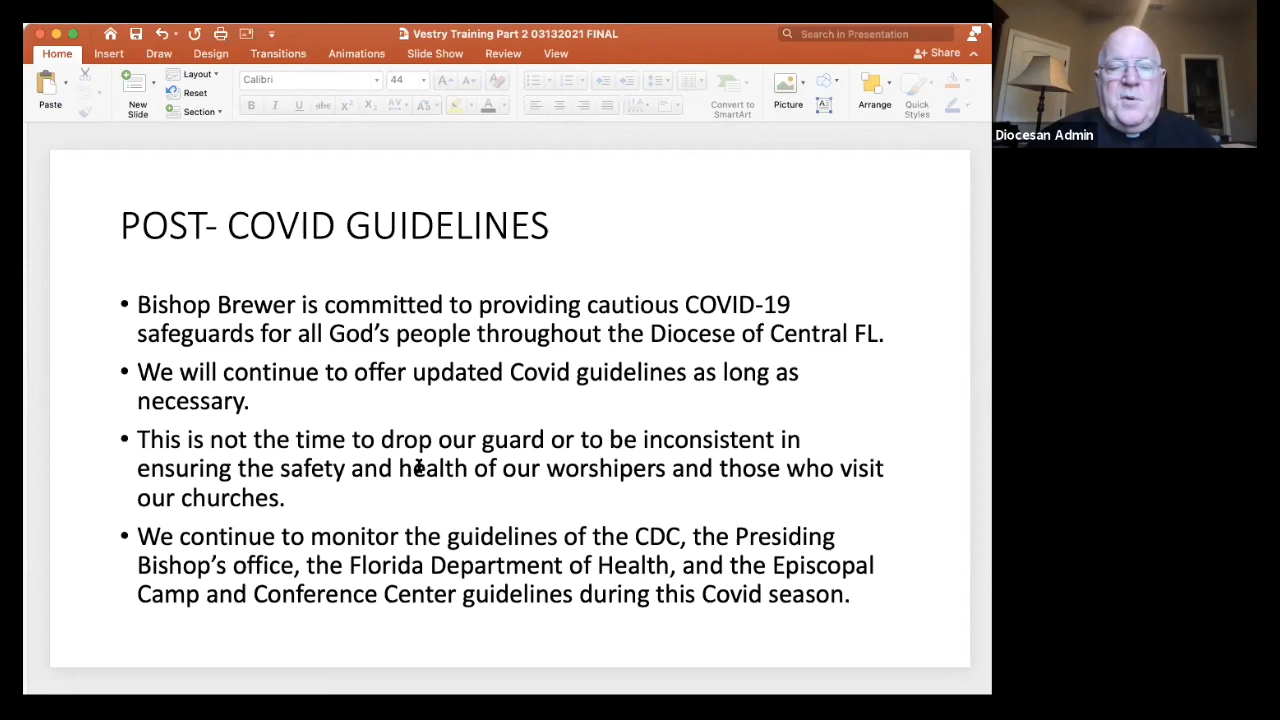 Vestry Training Part 2 03132021 FINAL
Search in Presentation
Home Insert Draw Design Transitions Animations Slide Show Review View
Share
Paste
New Slide
Layout
Reset
Section
Calibri
44
Convert to SmartArt
Picture
Arrange
Quick Styles
Diocesan Admin
POST- COVID GUIDELINES
• Bishop Brewer is committed to providing cautious COVID-19
safeguards for all God’s people throughout the Diocese of Central FL.
• We will continue to offer updated Covid guidelines as long as
necessary.
• This is not the time to drop our guard or to be inconsistent in
ensuring the safety and health of our worshipers and those who visit
our churches.
• We continue to monitor the guidelines of the CDC, the Presiding
Bishop’s office, the Florida Department of Health, and the Episcopal
Camp and Conference Center guidelines during this Covid season.